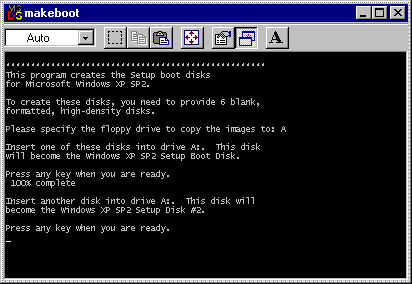 makeboot
Auto
A
**************************************************
This program creates the Setup boot disks
for Microsoft Windows XP SP2.
To create these disks, you need to provide 6 blank,
formatted, high-density disks.
Please specify the floppy drive to copy the images to: A
Insert one of these disks into drive A:.  This disk
will become the Windows XP SP2 Setup Boot Disk.
Press any key when you are ready.
100% complete
Insert another disk into drive A:.  This disk will
become the Windows XP SP2 Setup Disk #2.
Press any key when you are ready.
_